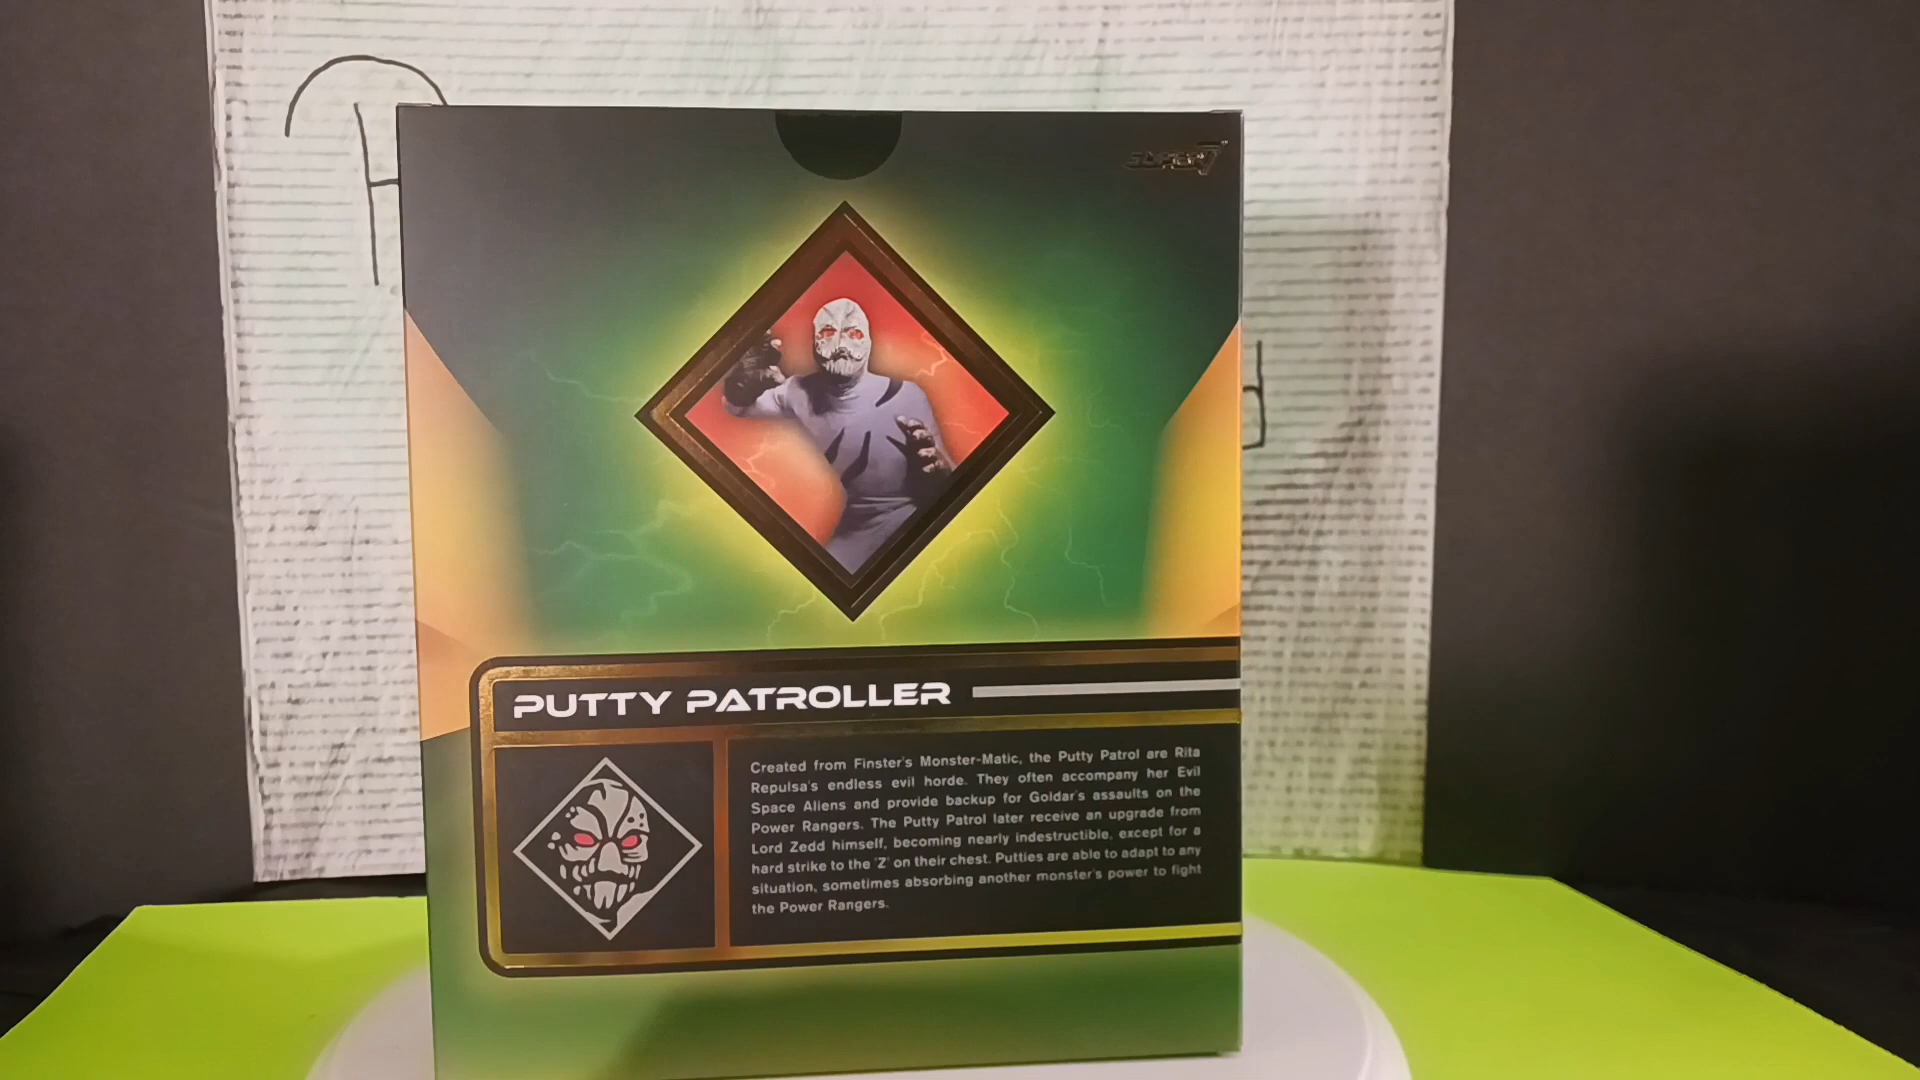 SUPER7
PUTTY PATROLLER
Created from Finster's Monster-Matic, the Putty Patrol are Rita
Repulsa's endless evil horde. They often accompany her Evil
Space Aliens and provide backup for Goldar's assaults on the
Power Rangers. The Putty Patrol later receive an upgrade from
Lord Zedd himself, becoming nearly indestructible, except for a
hard strike to the 'Z' on their chest. Putties are able to adapt to any
situation, sometimes absorbing another monster's power to fight
the Power Rangers.